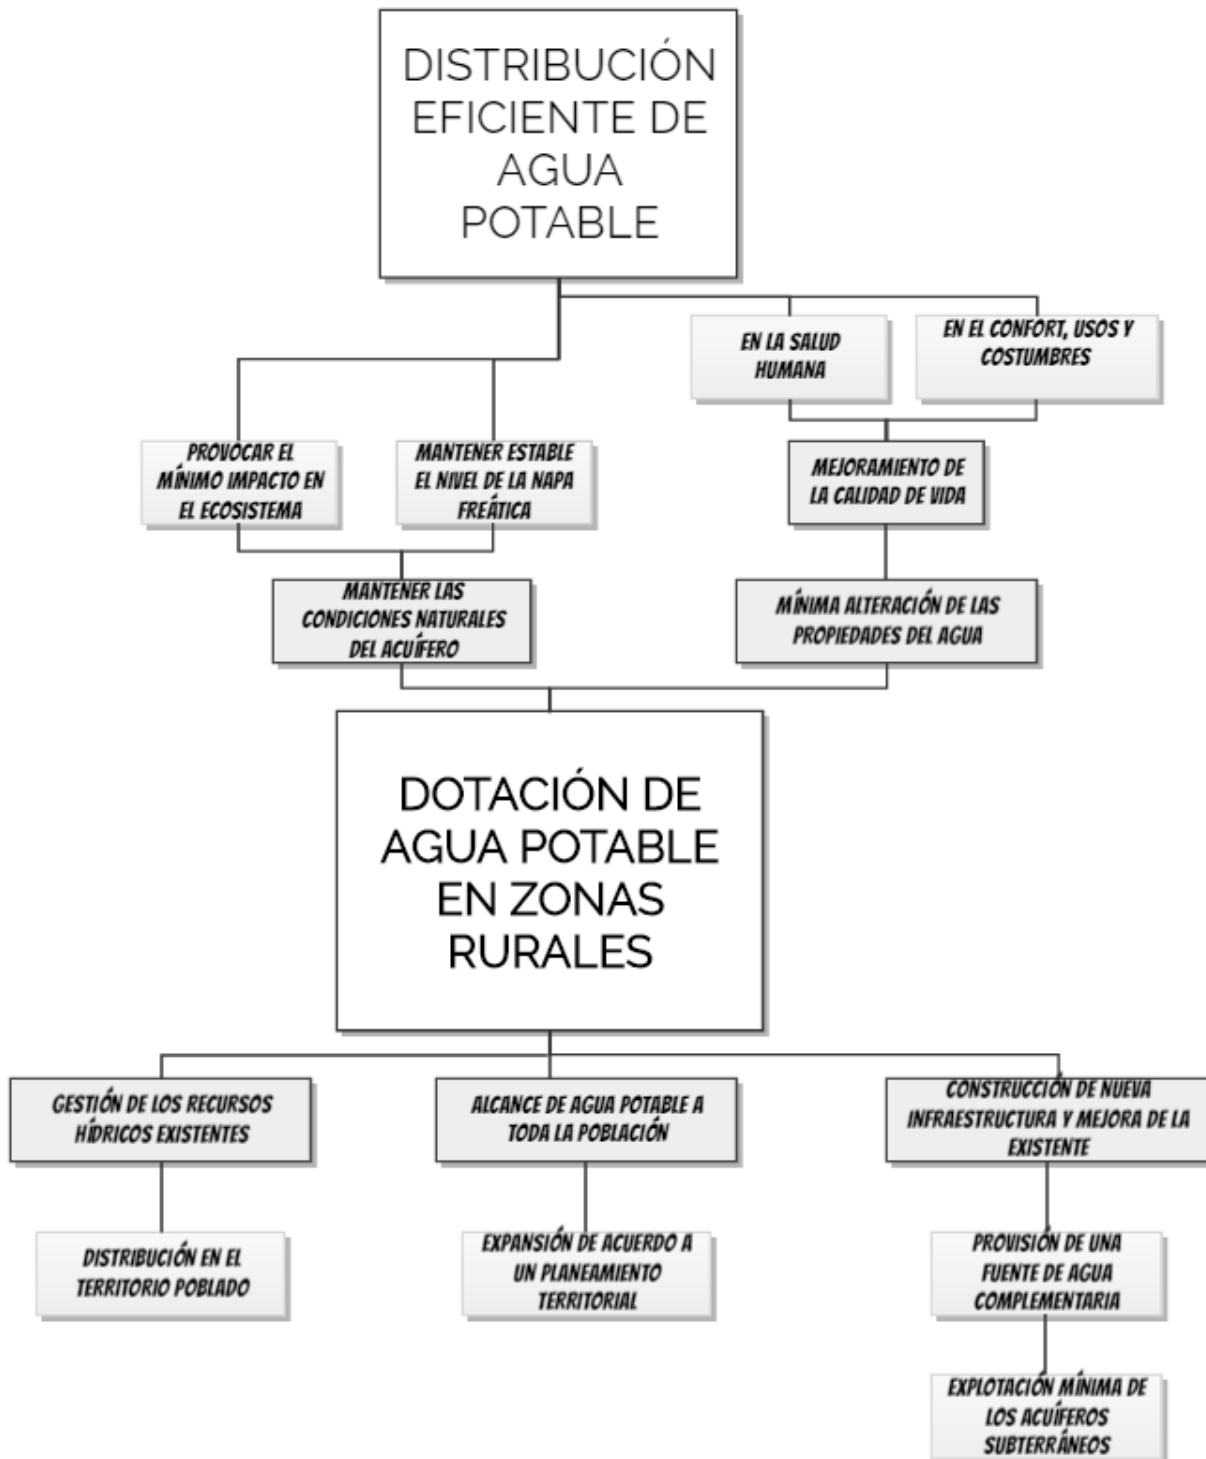 DISTRIBUCIÓN
EFICIENTE DE
AGUA
POTABLE
EN LA SALUD
HUMANA
EN EL CONFORT, USOS Y
COSTUMBRES
PROVOCAR EL
MÍNIMO IMPACTO EN
EL ECOSISTEMA
MANTENER ESTABLE
EL NIVEL DE LA NAPA
FREÁTICA
MEJORAMIENTO DE
LA CALIDAD DE VIDA
MANTENER LAS
CONDICIONES NATURALES
DEL ACUÍFERO
MÍNIMA ALTERACIÓN DE LAS
PROPIEDADES DEL AGUA
DOTACIÓN DE
AGUA POTABLE
EN ZONAS
RURALES
GESTIÓN DE LOS RECURSOS
HÍDRICOS EXISTENTES
ALCANCE DE AGUA POTABLE A
TODA LA POBLACIÓN
CONSTRUCCIÓN DE NUEVA
INFRAESTRUCTURA Y MEJORA DE LA
EXISTENTE
DISTRIBUCIÓN EN EL
TERRITORIO POBLADO
EXPANSIÓN DE ACUERDO A
UN PLANEAMIENTO
TERRITORIAL
PROVISIÓN DE UNA
FUENTE DE AGUA
COMPLEMENTARIA
EXPLOTACIÓN MÍNIMA DE
LOS ACUÍFEROS
SUBTERRÁNEOS